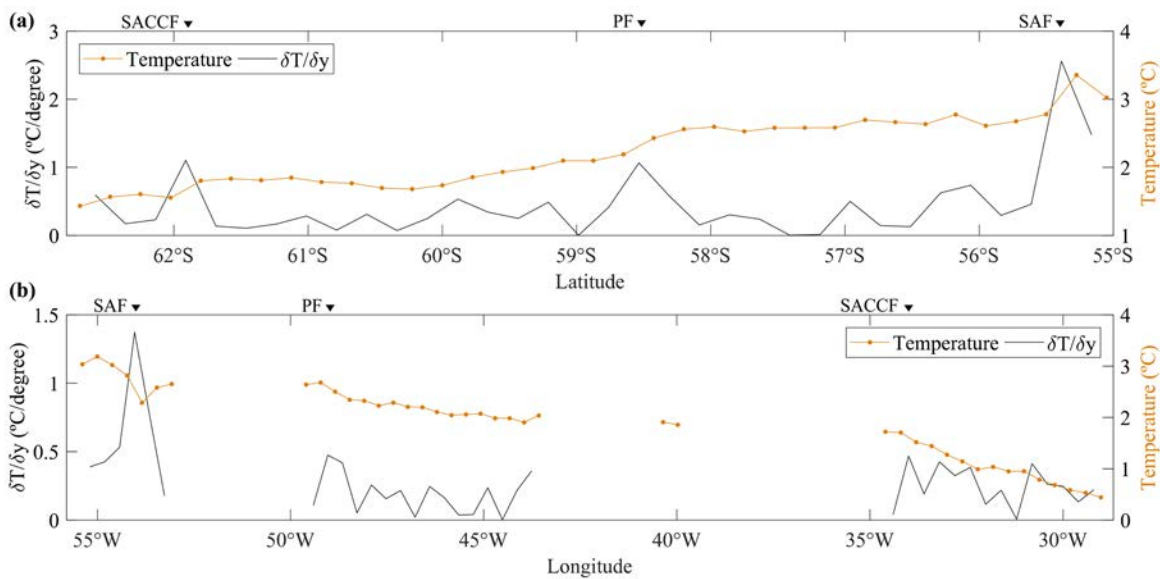 (a) SACCF PF SAF
3 4
Temperature δT/δy
2 3
1 2
0 1
δT/δy (ºC/degree)
Temperature (ºC)
62°S 61°S 60°S 59°S 58°S 57°S 56°S 55°S
Latitude
(b) SAF PF SACCF
1.5 4
Temperature δT/δy
3
1
2
0.5
1
0 0
δT/δy (ºC/degree)
Temperature (ºC)
55°W 50°W 45°W 40°W 35°W 30°W
Longitude